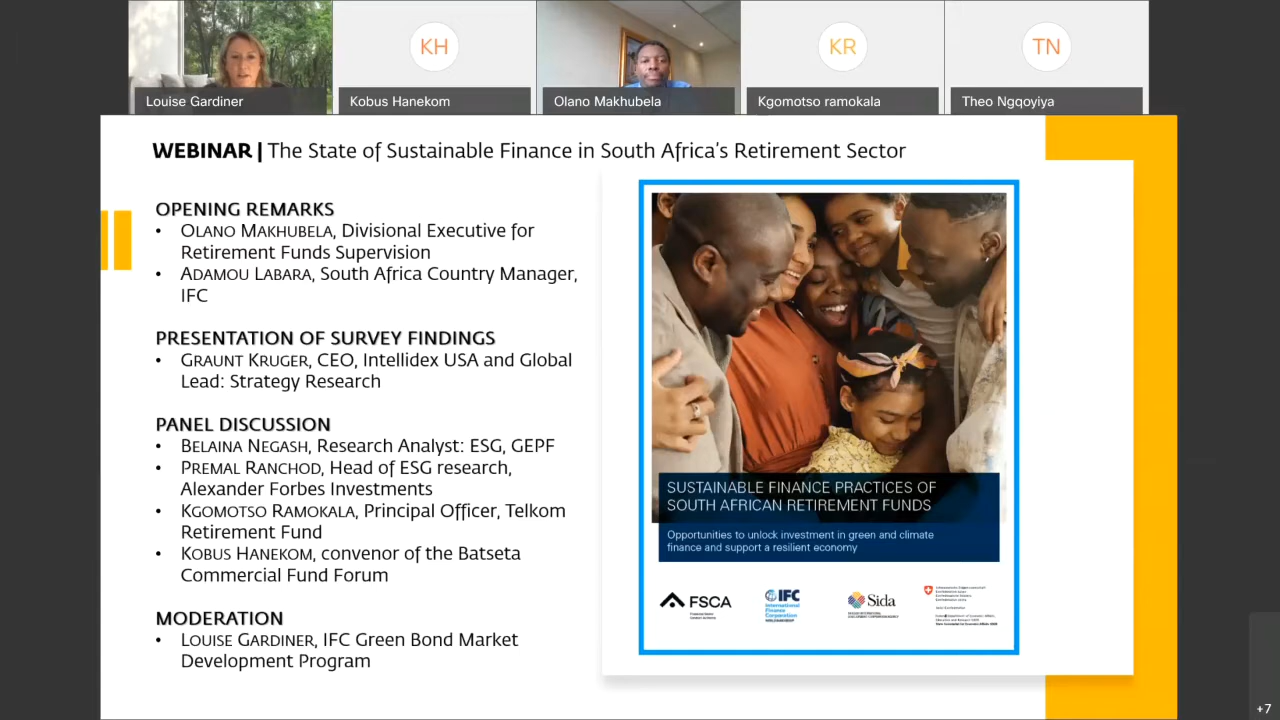 KH
KR
TN
Louise Gardiner
Kobus Hanekom
Olano Makhubela
Kgomotso ramokala
Theo Ngqoyiya
WEBINAR | The State of Sustainable Finance in South Africa's Retirement Sector
OPENING REMARKS
• OLANO MAKHUBELA, Divisional Executive for
Retirement Funds Supervision
• ADAMOU LABARA, South Africa Country Manager,
IFC
PRESENTATION OF SURVEY FINDINGS
• GRAUNT KRUGER, CEO, Intellidex USA and Global
Lead: Strategy Research
PANEL DISCUSSION
• BELAINA NEGASH, Research Analyst: ESG, GEPF
• PREMAL RANCHOD, Head of ESG research,
Alexander Forbes Investments
• KGOMOTSO RAMOKALA, Principal Officer, Telkom
Retirement Fund
• KOBUS HANEKOM, convenor of the Batseta
Commercial Fund Forum
MODERATION
• LOUISE GARDINER, IFC Green Bond Market
Development Program
SUSTAINABLE FINANCE PRACTICES OF
SOUTH AFRICAN RETIREMENT FUNDS
Opportunities to unlock investment in green and climate
finance and support a resilient economy
FSCA
IFC
International
Finance
Corporation
Sida
+7